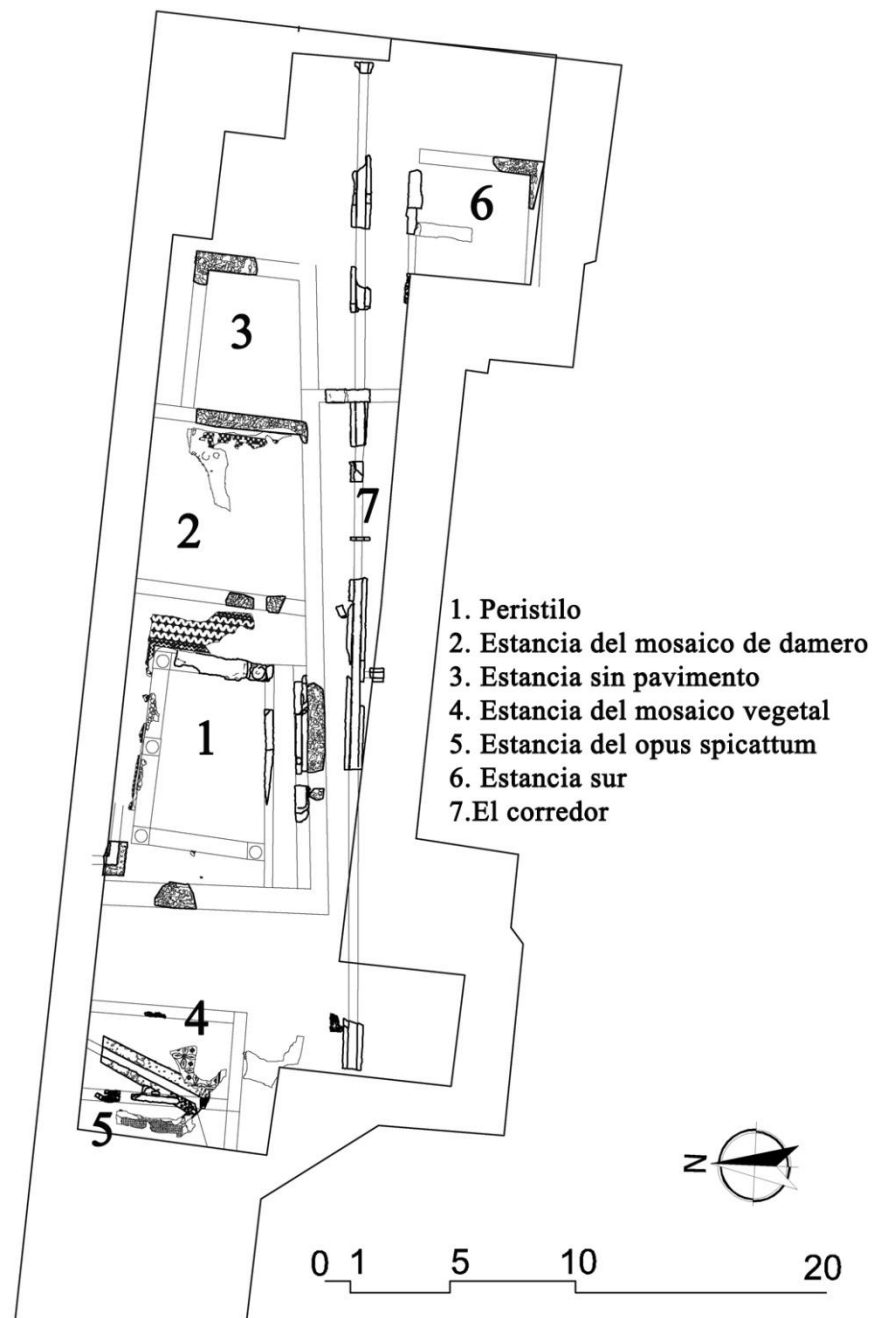 6
3
2
7
1. Peristilo
2. Estancia del mosaico de damero
3. Estancia sin pavimento
4. Estancia del mosaico vegetal
5. Estancia del opus spicattum
6. Estancia sur
7.El corredor
1
4
5
N
0 1 5 10 20